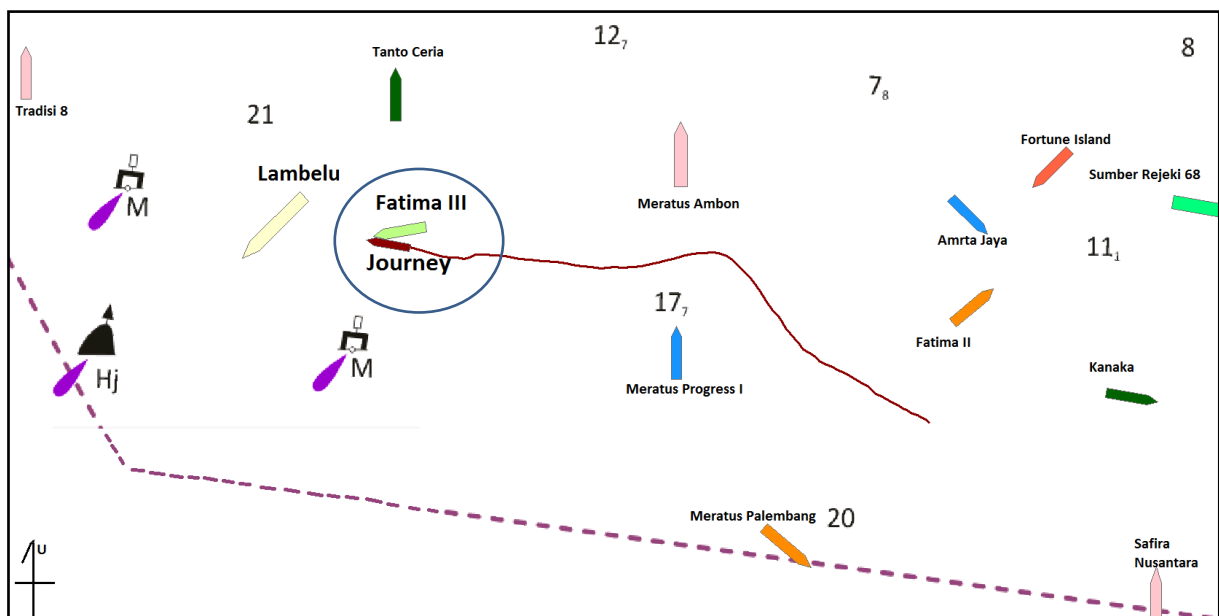 12₇
8
Tanto Ceria
7₈
Tradisi 8
21
Fortune Island
Lambelu
Sumber Rejeki 68
M
Fatima III
Meratus Ambon
Amrta Jaya
11₁
Journey
17₇
Fatima II
Hj
M
Meratus Progress I
Kanaka
Meratus Palembang
20
U
Safira
Nusantara